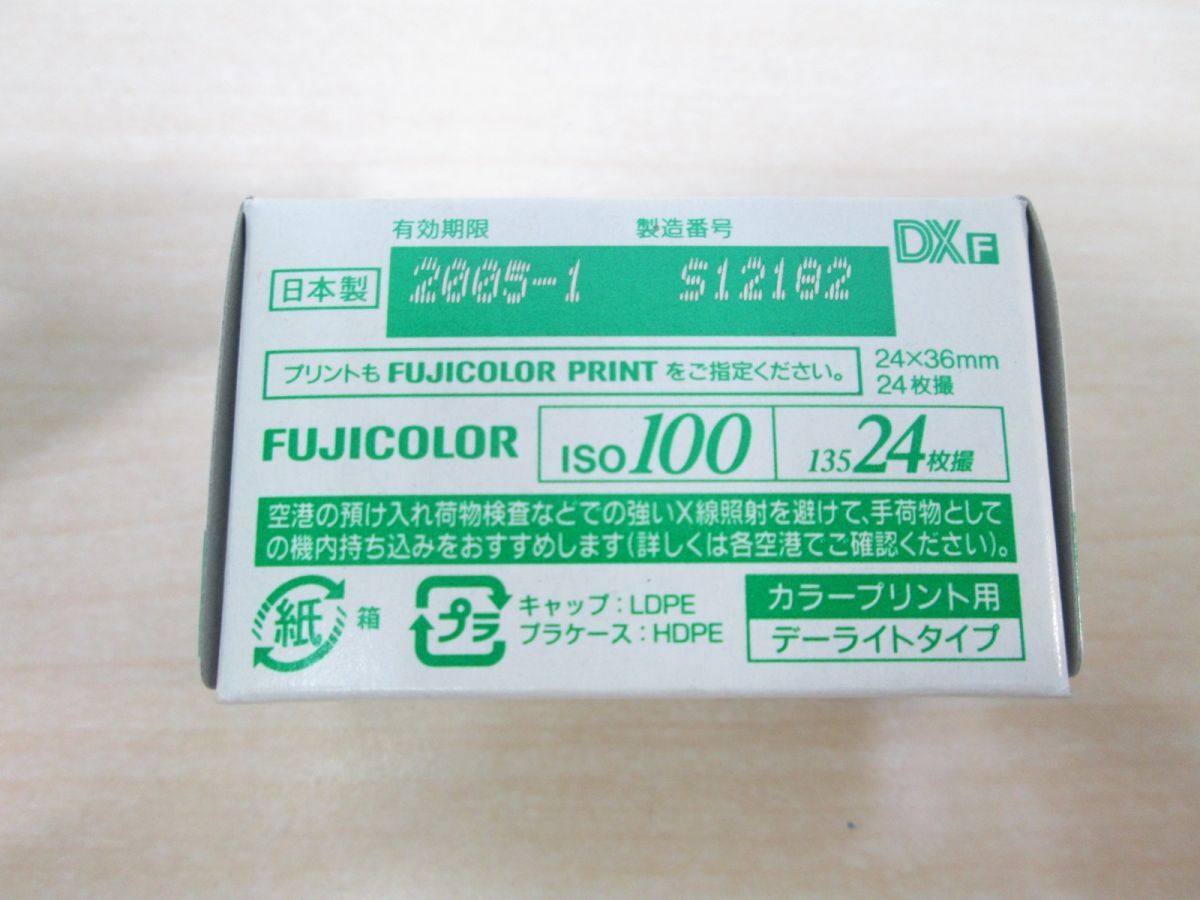 有効期限 製造番号
DX F
日本製 2005-1 S12102
プリントも FUJICOLOR PRINT をご指定ください。
24×36mm
24枚撮
FUJICOLOR ISO 100 135 24枚撮
空港の預け入れ荷物検査などでの強いX線照射を避けて、手荷物として
の機内持ち込みをおすすめします(詳しくは各空港でご確認ください)。
紙 箱
プラ キャップ:LDPE
プラケース:HDPE
カラープリント用
デーライトタイプ